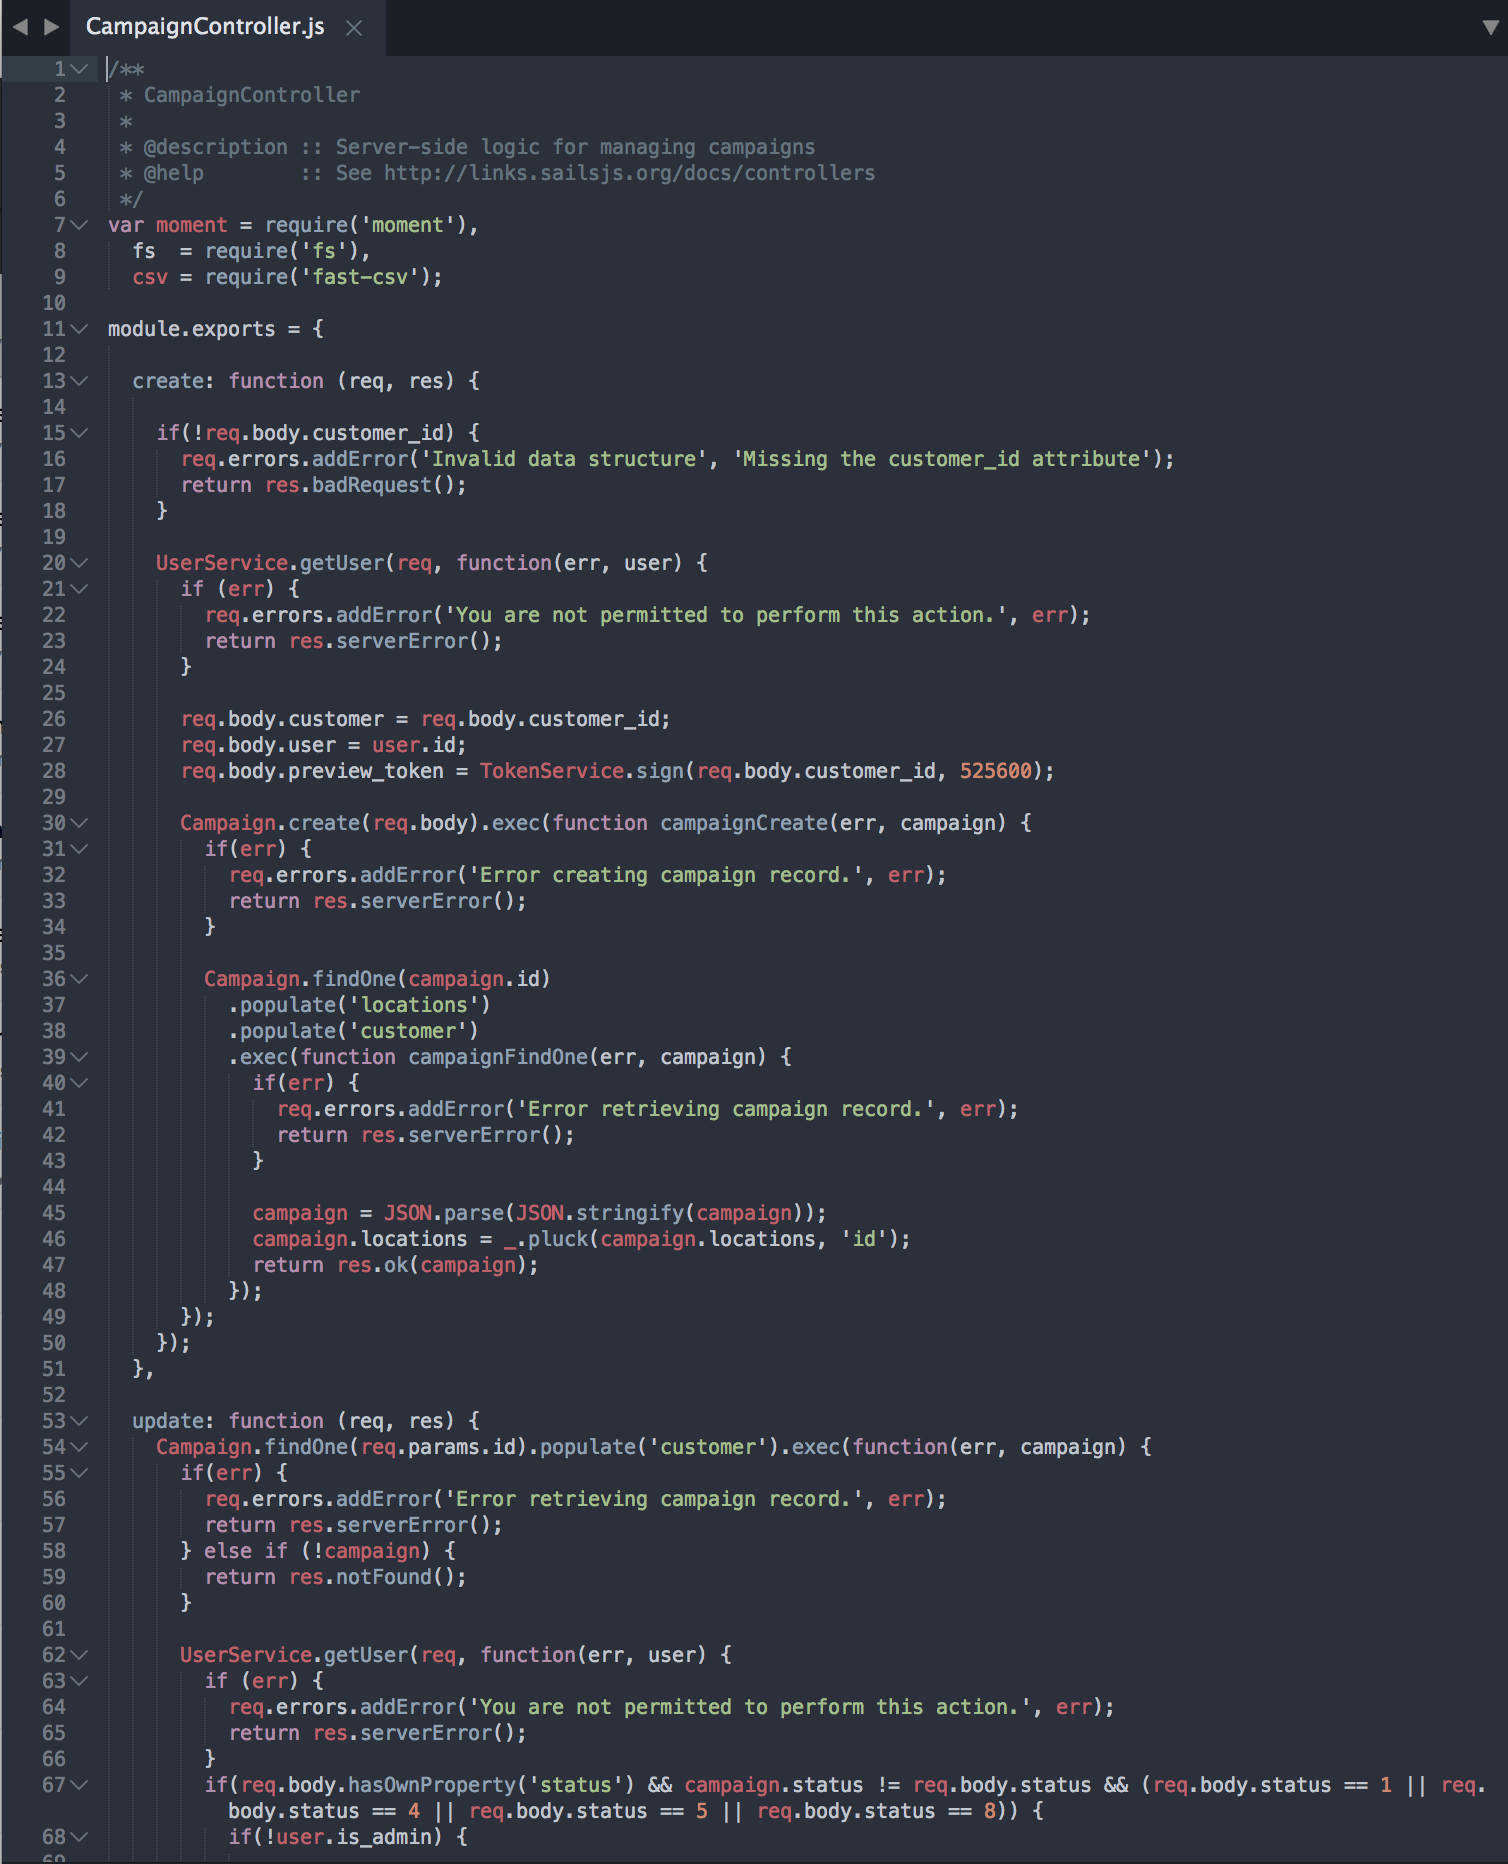 CampaignController.js
1 /**
2  * CampaignController
3  *
4  * @description :: Server-side logic for managing campaigns
5  * @help        :: See http://links.sailsjs.org/docs/controllers
6  */
7 var moment = require('moment'),
8   fs  = require('fs'),
9   csv = require('fast-csv');
10
11 module.exports = {
12
13   create: function (req, res) {
14
15     if(!req.body.customer_id) {
16       req.errors.addError('Invalid data structure', 'Missing the customer_id attribute');
17       return res.badRequest();
18     }
19
20     UserService.getUser(req, function(err, user) {
21       if (err) {
22         req.errors.addError('You are not permitted to perform this action.', err);
23         return res.serverError();
24       }
25
26       req.body.customer = req.body.customer_id;
27       req.body.user = user.id;
28       req.body.preview_token = TokenService.sign(req.body.customer_id, 525600);
29
30       Campaign.create(req.body).exec(function campaignCreate(err, campaign) {
31         if(err) {
32           req.errors.addError('Error creating campaign record.', err);
33           return res.serverError();
34         }
35
36         Campaign.findOne(campaign.id)
37           .populate('locations')
38           .populate('customer')
39           .exec(function campaignFindOne(err, campaign) {
40             if(err) {
41               req.errors.addError('Error retrieving campaign record.', err);
42               return res.serverError();
43             }
44
45             campaign = JSON.parse(JSON.stringify(campaign));
46             campaign.locations = _.pluck(campaign.locations, 'id');
47             return res.ok(campaign);
48           });
49       });
50     });
51   },
52
53   update: function (req, res) {
54     Campaign.findOne(req.params.id).populate('customer').exec(function(err, campaign) {
55       if(err) {
56         req.errors.addError('Error retrieving campaign record.', err);
57         return res.serverError();
58       } else if (!campaign) {
59         return res.notFound();
60       }
61
62       UserService.getUser(req, function(err, user) {
63         if (err) {
64           req.errors.addError('You are not permitted to perform this action.', err);
65           return res.serverError();
66         }
67         if(req.body.hasOwnProperty('status') && campaign.status != req.body.status && (req.body.status == 1 || req.
body.status == 4 || req.body.status == 5 || req.body.status == 8)) {
68           if(!user.is_admin) {
69